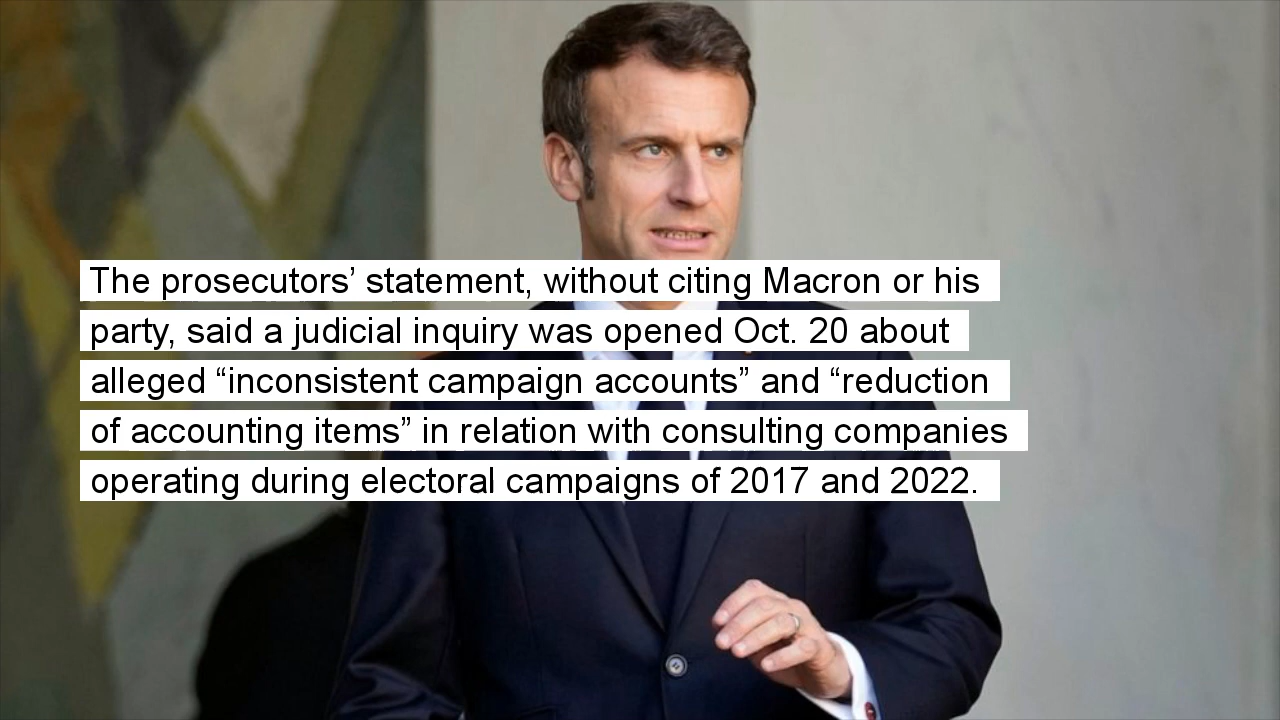 The prosecutors’ statement, without citing Macron or his
party, said a judicial inquiry was opened Oct. 20 about
alleged “inconsistent campaign accounts” and “reduction
of accounting items” in relation with consulting companies
operating during electoral campaigns of 2017 and 2022.